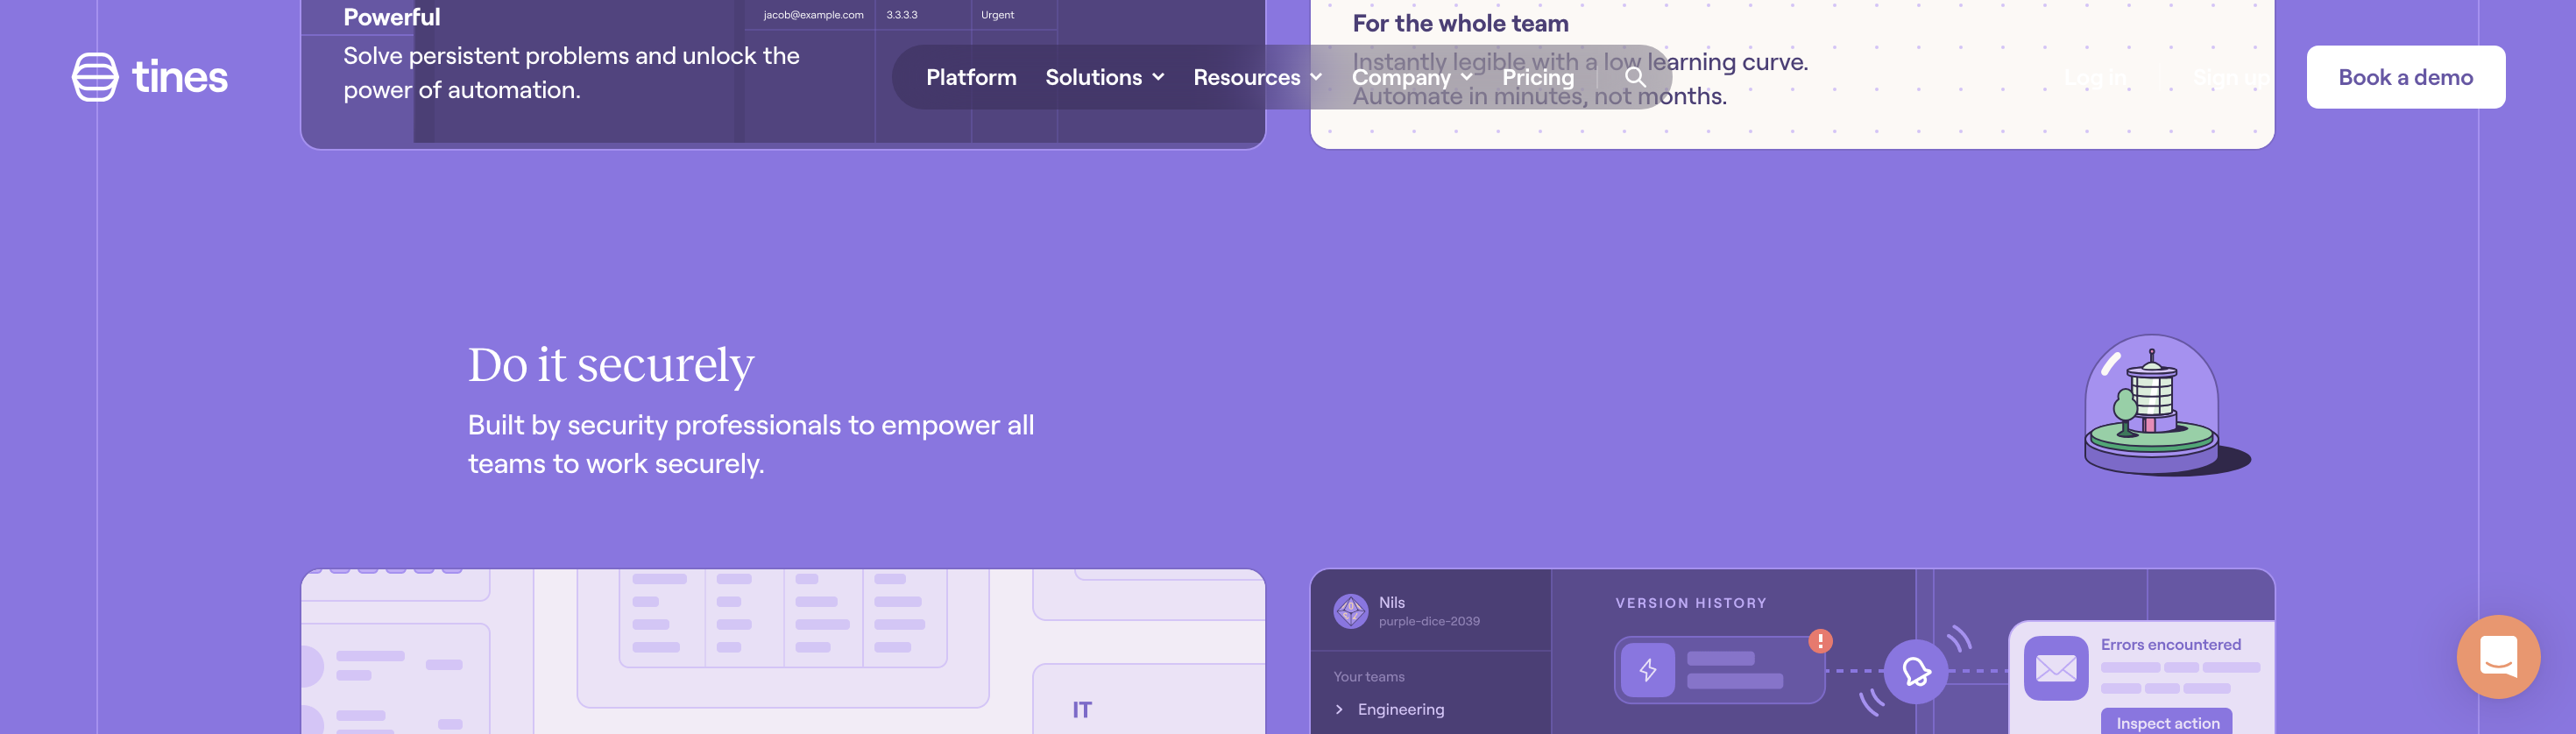 Powerful
Solve persistent problems and unlock the
power of automation.
jacob@example.com 3.3.3.3 Urgent
For the whole team
Instantly legible with a low learning curve.
Automate in minutes, not months.
tines
Platform Solutions Resources Company Pricing
Log in Sign up Book a demo
Do it securely
Built by security professionals to empower all
teams to work securely.
IT
Nils
purple-dice-2039
Your teams
Engineering
VERSION HISTORY
Errors encountered
Inspect action